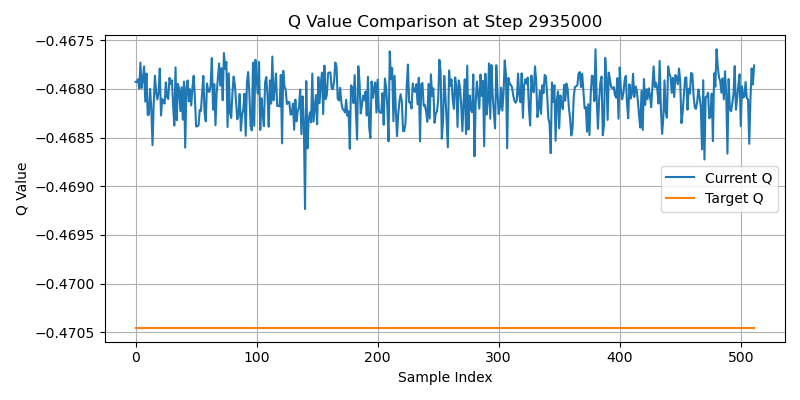 Q Value Comparison at Step 2935000
−0.4675
−0.4680
−0.4685
−0.4690
−0.4695
−0.4700
−0.4705
Q Value
Current Q
Target Q
0 100 200 300 400 500
Sample Index